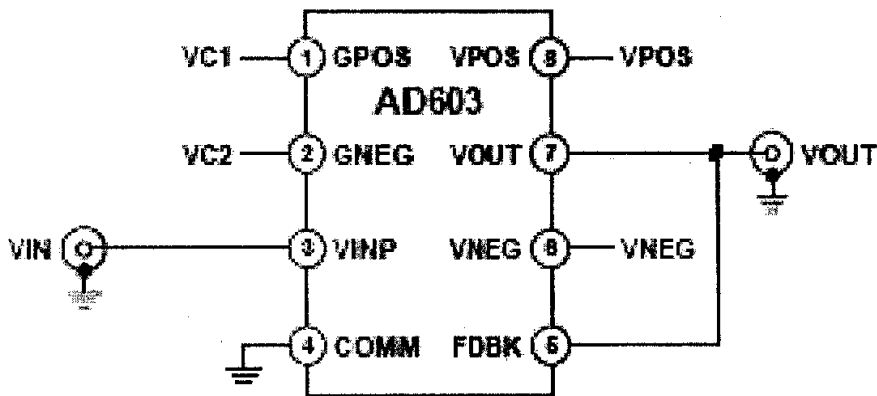 VC1 1 GPOS VPOS 8 VPOS
AD603
VC2 2 GNEG VOUT 7 VOUT
VIN 3 VINP VNEG 6 VNEG
4 COMM FDBK 5